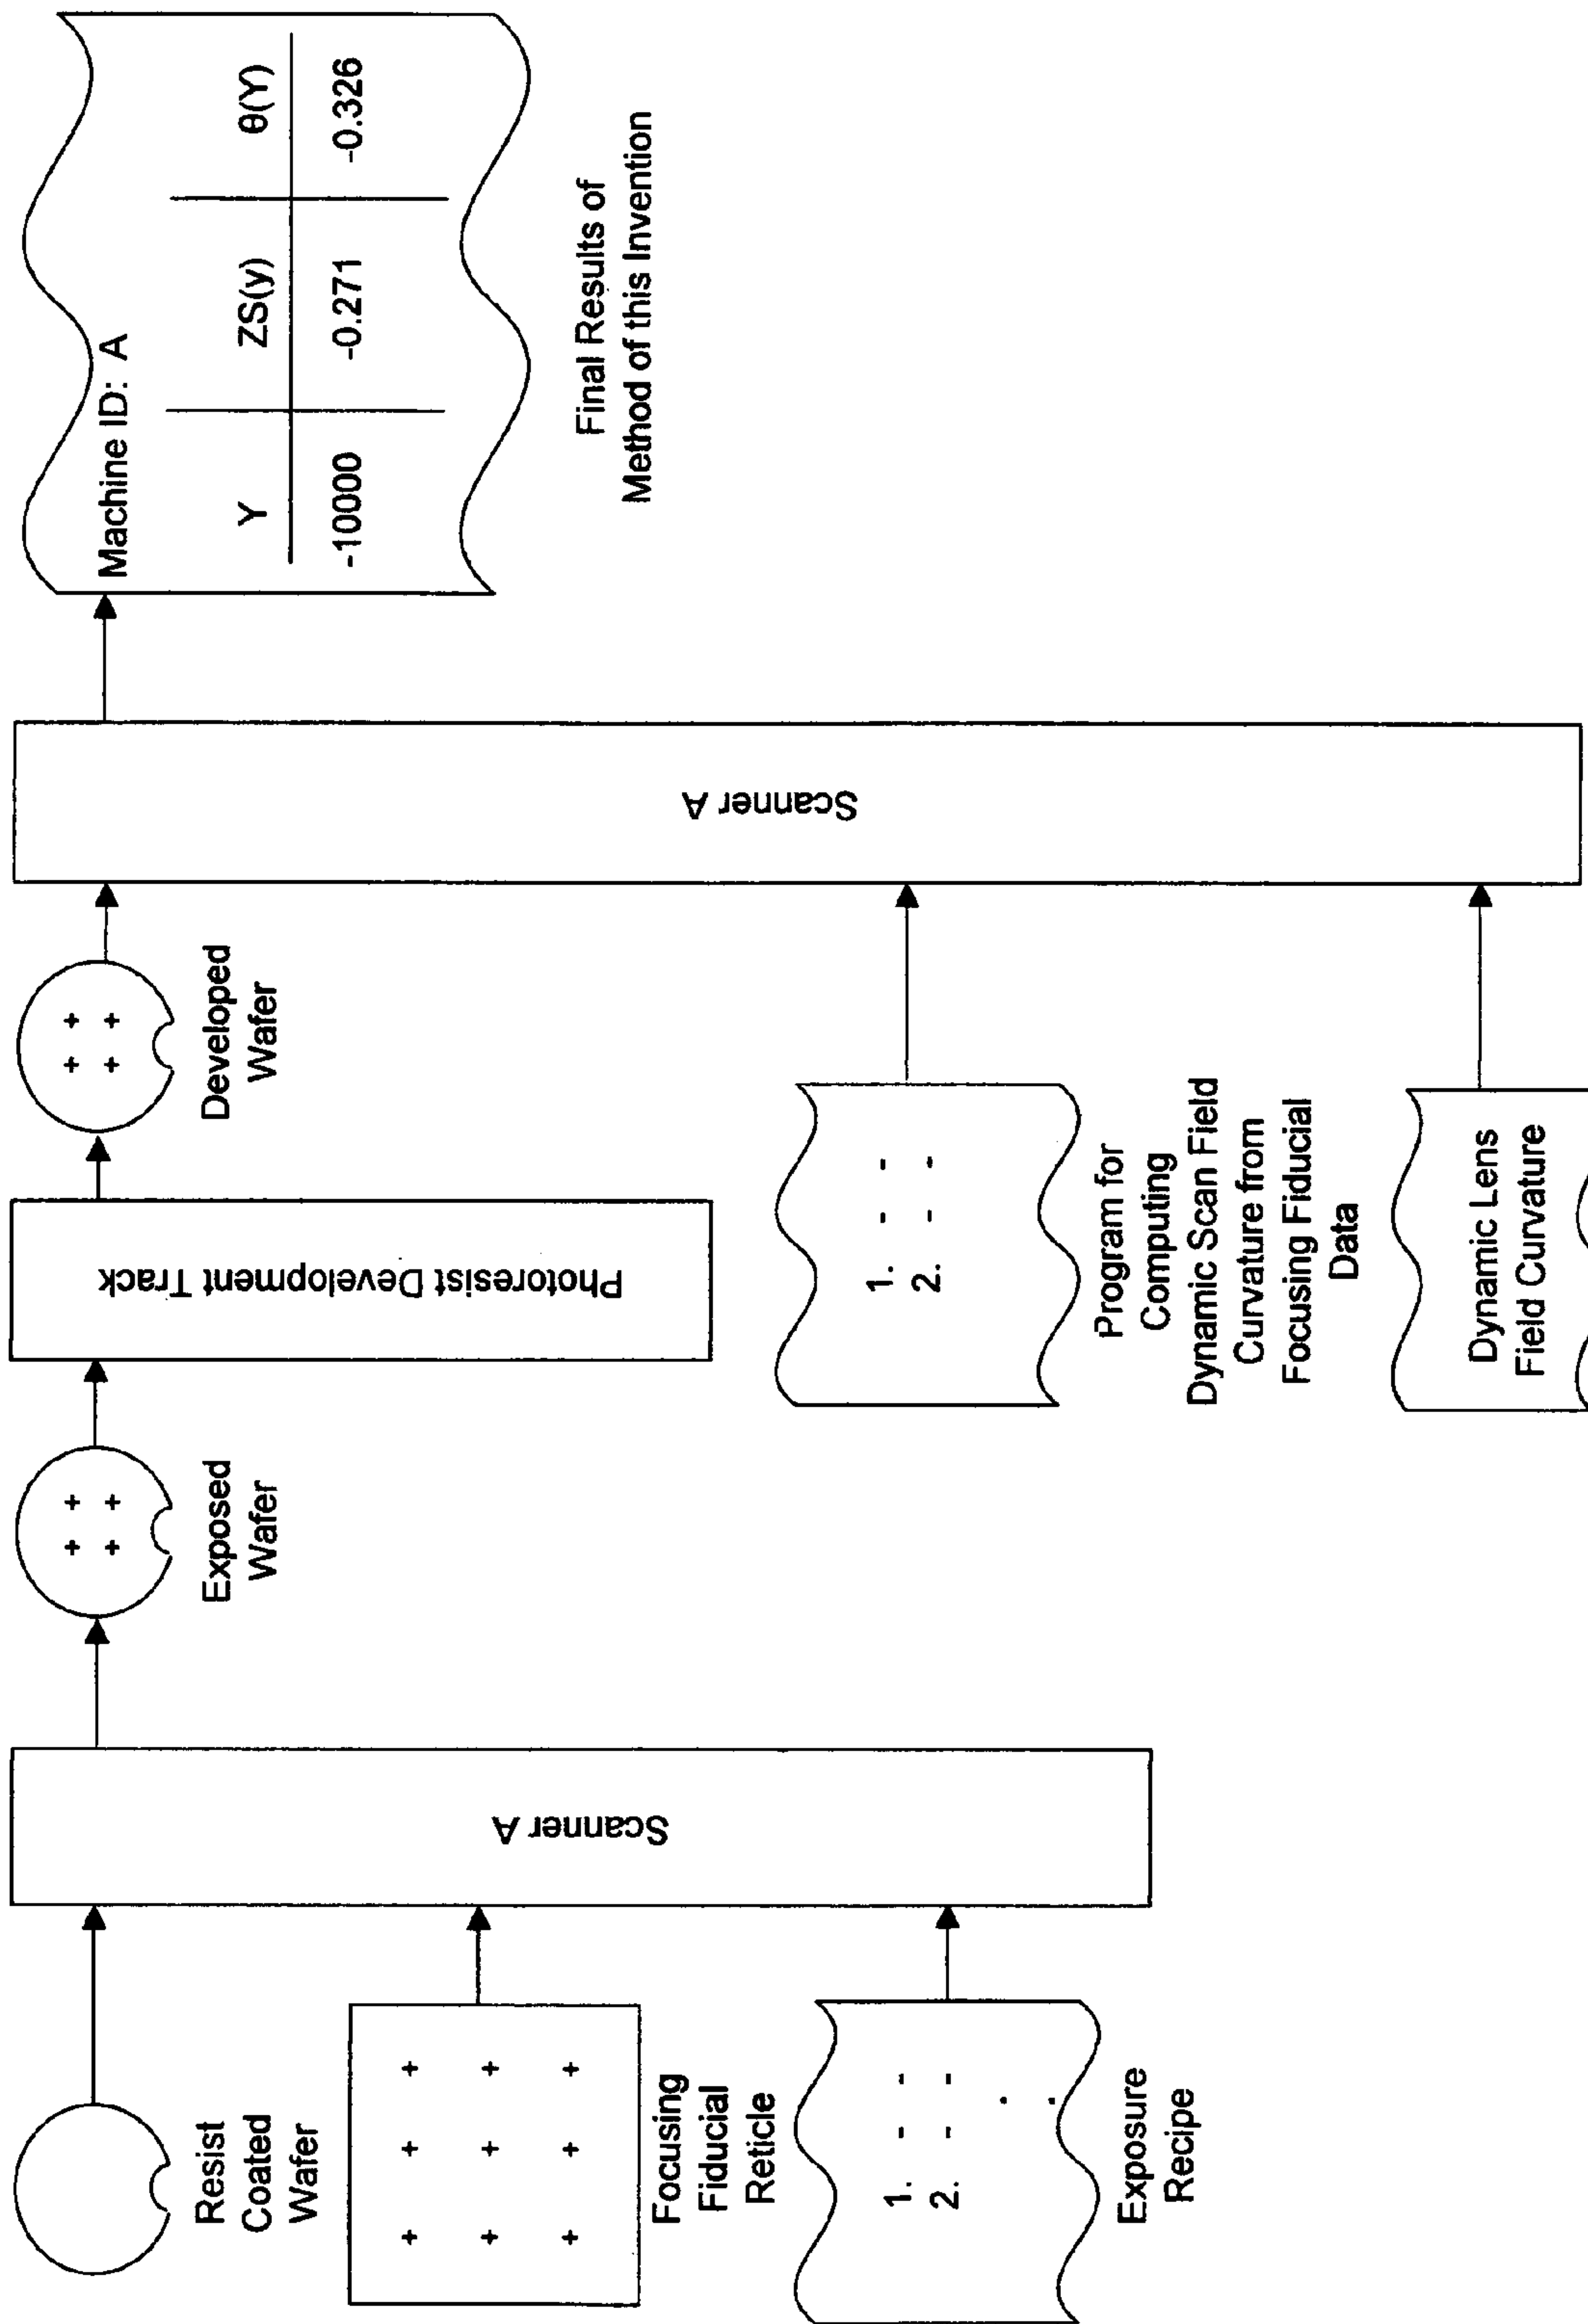 Resist
Coated
Wafer
Focusing
Fiducial
Reticle
1. - -
2. - -
Exposure
Recipe
Scanner A
Exposed
Wafer
Photoresist Development Track
Developed
Wafer
1. - -
2. - -
Program for
Computing
Dynamic Scan Field
Curvature from
Focusing Fiducial
Data
Dynamic Lens
Field Curvature
Scanner A
Machine ID: A
Y ZS(y) θ(Y)
-10000 -0.271 -0.326
Final Results of
Method of this Invention